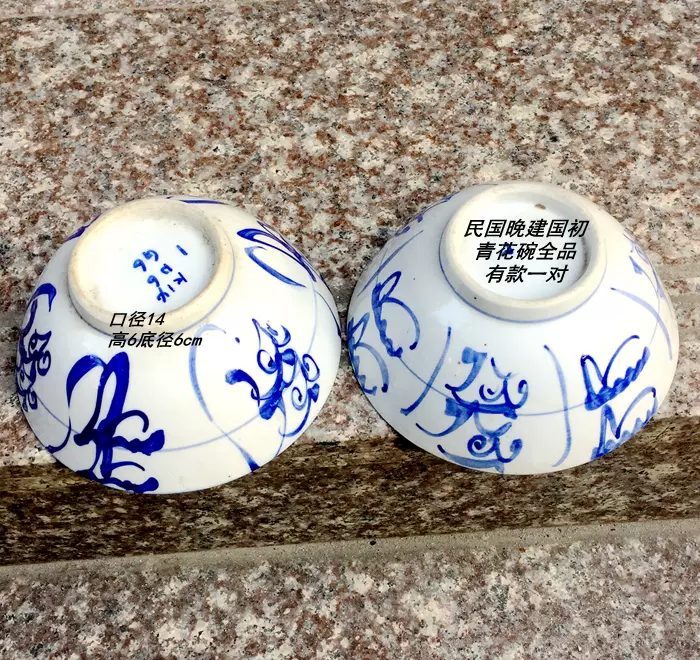 民国晚建国初
青花碗全品
有款一对
口径14
高6底径6cm